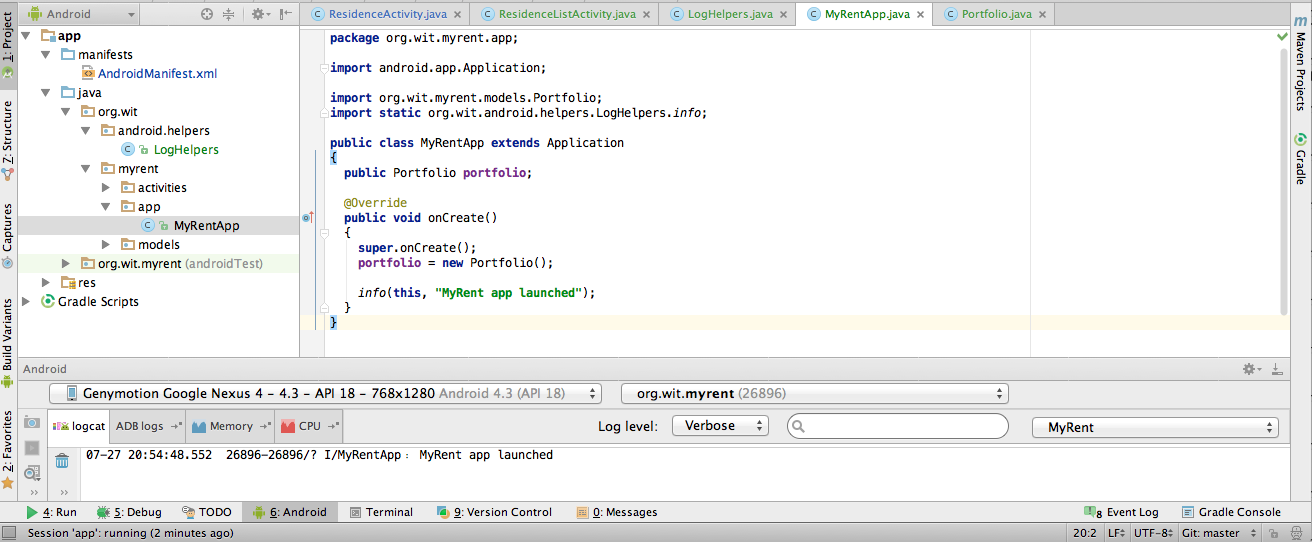 Android
ResidenceActivity.java
ResidenceListActivity.java
LogHelpers.java
MyRentApp.java
Portfolio.java
1: Project
7: Structure
Captures
Build Variants
2: Favorites
app
manifests
AndroidManifest.xml
java
org.wit
android.helpers
LogHelpers
myrent
activities
app
MyRentApp
models
org.wit.myrent (androidTest)
res
Gradle Scripts
package org.wit.myrent.app;
import android.app.Application;
import org.wit.myrent.models.Portfolio;
import static org.wit.android.helpers.LogHelpers.info;
public class MyRentApp extends Application
{
public Portfolio portfolio;
@Override
public void onCreate()
{
super.onCreate();
portfolio = new Portfolio();
info(this, "MyRent app launched");
}
}
m
Maven Projects
Gradle
Android
Genymotion Google Nexus 4 - 4.3 - API 18 - 768x1280 Android 4.3 (API 18)
org.wit.myrent (26896)
logcat
ADB logs
Memory
CPU
Log level:
Verbose
MyRent
07-27 20:54:48.552 26896-26896/? I/MyRentApp: MyRent app launched
4: Run
5: Debug
TODO
6: Android
Terminal
9: Version Control
0: Messages
8 Event Log
Gradle Console
Session 'app': running (2 minutes ago)
20:2
LF
UTF-8
Git: master